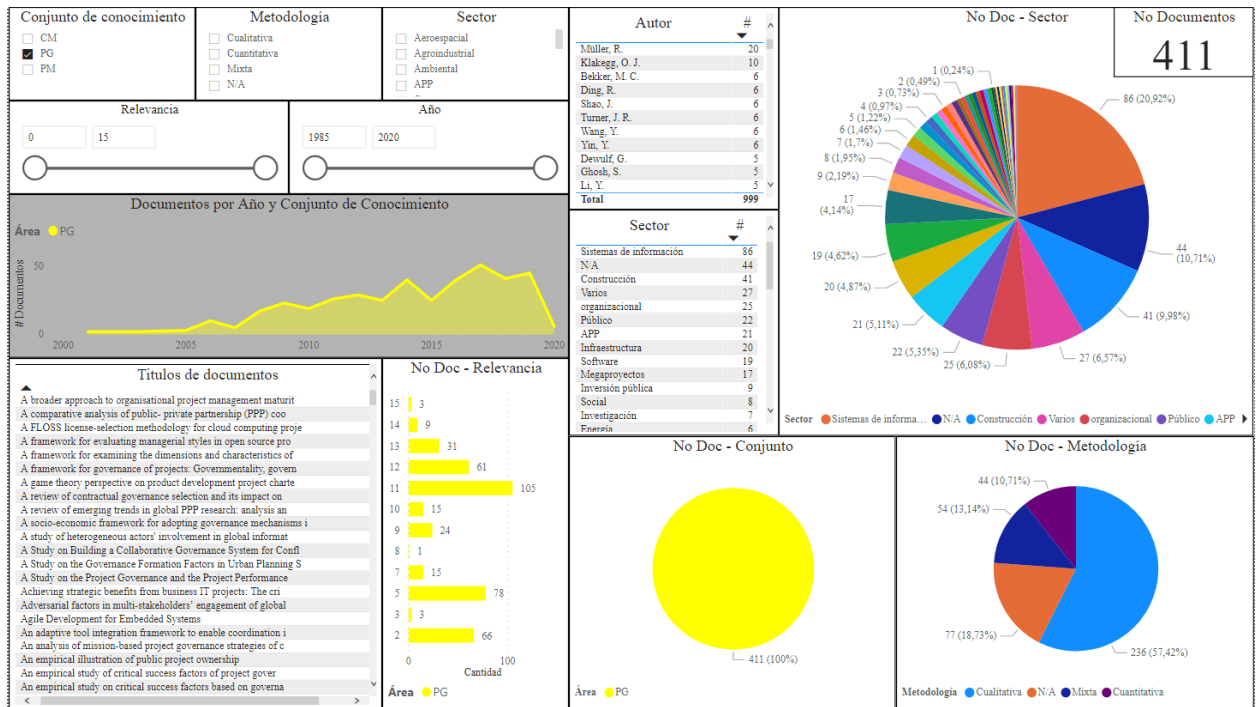 Conjunto de conocimiento
CM
PG
PM
Metodología
Cualitativa
Cuantitativa
Mixta
N/A
Sector
Aeroespacial
Agroindustrial
Ambiental
APP
Relevancia
0 15
Año
1985 2020
Documentos por Año y Conjunto de Conocimiento
Área PG
# Documentos
50
0
2000 2005 2010 2015 2020
Titulos de documentos
A broader approach to organisational project management maturit
A comparative analysis of public- private partnership (PPP) coo
A FLOSS license-selection methodology for cloud computing proje
A framework for evaluating managerial styles in open source pro
A framework for examining the dimensions and characteristics of
A framework for governance of projects: Governmentality, govern
A game theory perspective on product development project charte
A review of contractual governance selection and its impact on
A review of emerging trends in global PPP research: analysis an
A socio-economic framework for adopting governance mechanisms i
A study of heterogeneous actors' involvement in global informat
A Study on Building a Collaborative Governance System for Confl
A Study on the Governance Formation Factors in Urban Planning S
A Study on the Project Governance and the Project Performance
Achieving strategic benefits from business IT projects: The cri
Adversarial factors in multi-stakeholders' engagement of global
Agile Development for Embedded Systems
An adaptive tool integration framework to enable coordination i
An analysis of mission-based project governance strategies of c
An empirical illustration of public project ownership
An empirical study of critical success factors of project gover
An empirical study on critical success factors based on governa
No Doc - Relevancia
15 3
14 9
13 31
12 61
11 105
10 15
9 24
8 1
7 15
5 78
3 3
2 66
0 100
Cantidad
Área PG
Autor #
Müller, R. 20
Klakegg, O. J. 10
Bekker, M. C. 6
Ding, R. 6
Shao, J. 6
Turner, J. R. 6
Wang, Y. 6
Yin, Y. 6
Dewulf, G. 5
Ghosh, S. 5
Li, Y. 5
Total 999
Sector #
Sistemas de información 86
N/A 44
Construcción 41
Varios 27
organizacional 25
Público 22
APP 21
Infraestructura 20
Software 19
Megaproyectos 17
Inversión pública 9
Social 8
Investigación 7
Energía 6
No Doc - Sector
1 (0,24%)
2 (0,49%)
3 (0,73%)
4 (0,97%)
5 (1,22%)
6 (1,46%)
7 (1,7%)
8 (1,95%)
9 (2,19%)
17
(4,14%)
19 (4,62%)
20 (4,87%)
21 (5,11%)
22 (5,35%)
25 (6,08%)
27 (6,57%)
41 (9,98%)
44
(10,71%)
86 (20,92%)
Sector Sistemas de informa... N/A Construcción Varios organizacional Público APP
No Documentos
411
No Doc - Conjunto
411 (100%)
Área PG
No Doc - Metodología
44 (10,71%)
54 (13,14%)
77 (18,73%)
236 (57,42%)
Metodología Cualitativa N/A Mixta Cuantitativa